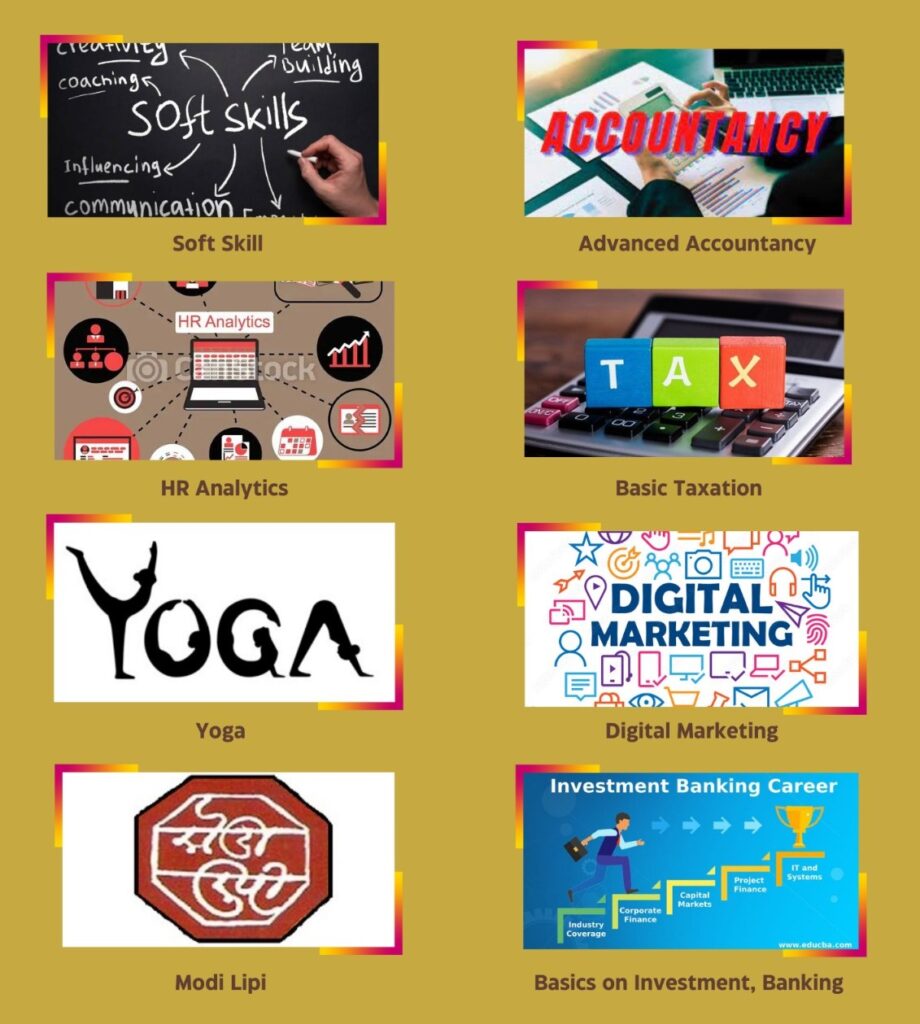 creativity
Team
Building
coaching
Soft Skills
Influencing
communication
Soft Skill
ACCOUNTANCY
Advanced Accountancy
HR Analytics
HR Analytics
TAX
Basic Taxation
YOGA
Yoga
DIGITAL
MARKETING
Digital Marketing
मोडी
लिपी
Modi Lipi
Investment Banking Career
Industry
Coverage
Corporate
Finance
Capital
Markets
Project
Finance
IT and
Systems
www.educba.com
Basics on Investment, Banking